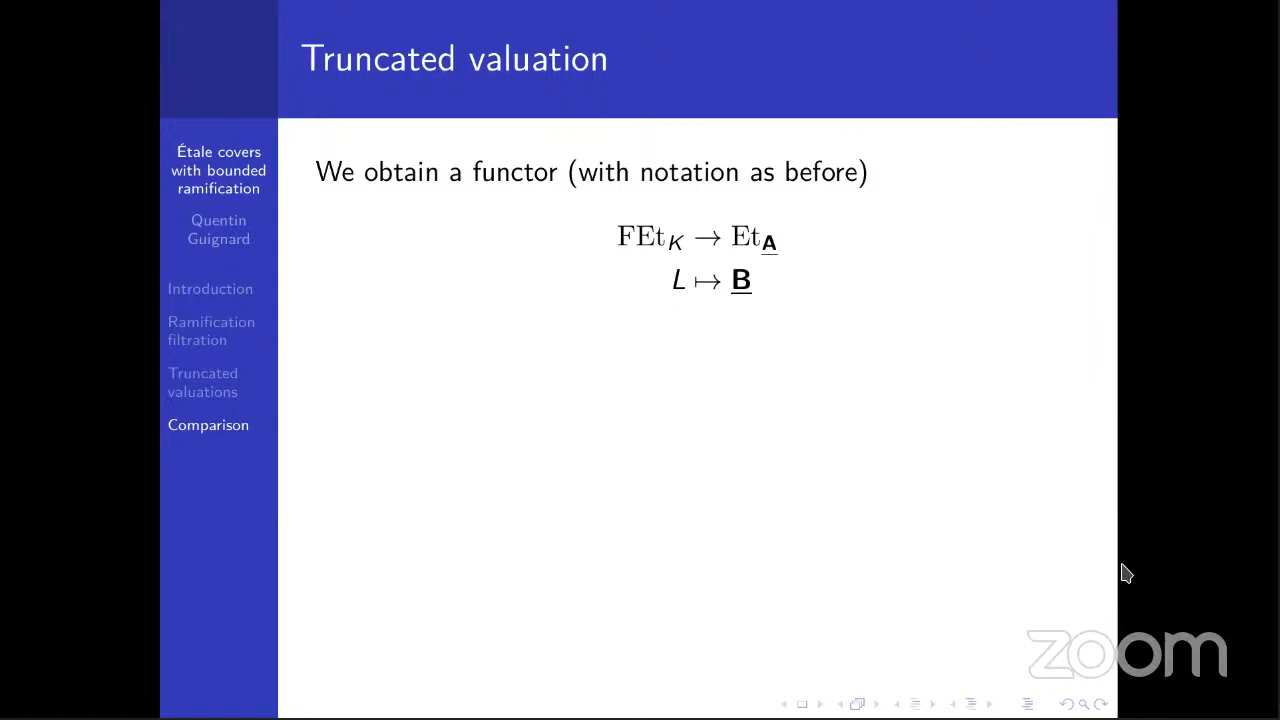 Truncated valuation
Étale covers
with bounded
ramification
Quentin
Guignard
Introduction
Ramification
filtration
Truncated
valuations
Comparison
We obtain a functor (with notation as before)
FEt_K → Et_A
L ↦ B
zoom